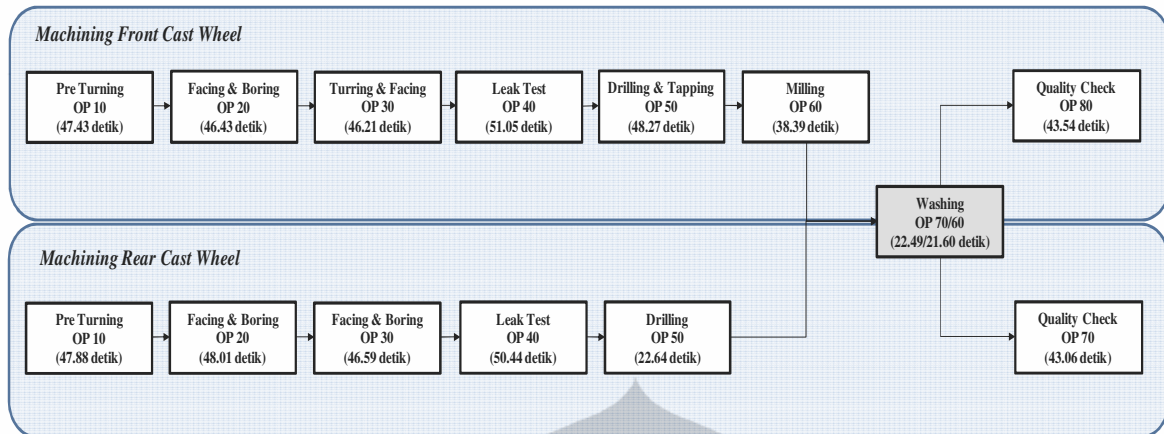 Machining Front Cast Wheel
Pre Turning
OP 10
(47.43 detik)
Facing & Boring
OP 20
(46.43 detik)
Turring & Facing
OP 30
(46.21 detik)
Leak Test
OP 40
(51.05 detik)
Drilling & Tapping
OP 50
(48.27 detik)
Milling
OP 60
(38.39 detik)
Quality Check
OP 80
(43.54 detik)
Washing
OP 70/60
(22.49/21.60 detik)
Machining Rear Cast Wheel
Pre Turning
OP 10
(47.88 detik)
Facing & Boring
OP 20
(48.01 detik)
Facing & Boring
OP 30
(46.59 detik)
Leak Test
OP 40
(50.44 detik)
Drilling
OP 50
(22.64 detik)
Quality Check
OP 70
(43.06 detik)